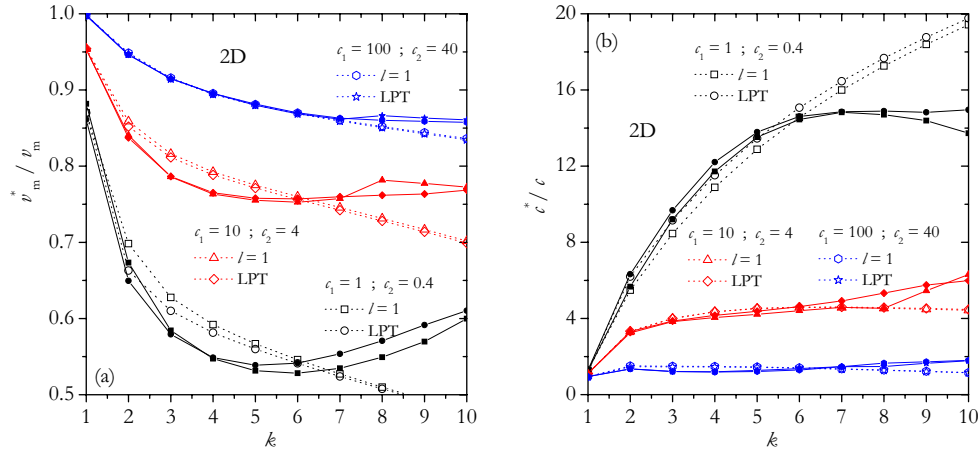 1.0
0.9
0.8
0.7
0.6
0.5
v*m / vm
2D
c1 = 100 ; c2 = 40
l = 1
LPT
c1 = 10 ; c2 = 4
l = 1
LPT
c1 = 1 ; c2 = 0.4
l = 1
LPT
(a)
1 2 3 4 5 6 7 8 9 10
k
20
16
12
8
4
0
c* / c
(b)
c1 = 1 ; c2 = 0.4
l = 1
LPT
2D
c1 = 10 ; c2 = 4
l = 1
LPT
c1 = 100 ; c2 = 40
l = 1
LPT
1 2 3 4 5 6 7 8 9 10
k